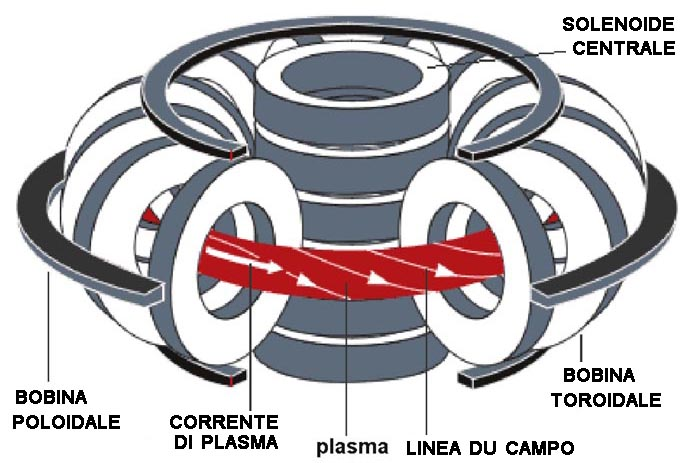 SOLENOIDE
CENTRALE
BOBINA
POLOIDALE
CORRENTE
DI PLASMA
plasma
LINEA DU CAMPO
BOBINA
TOROIDALE